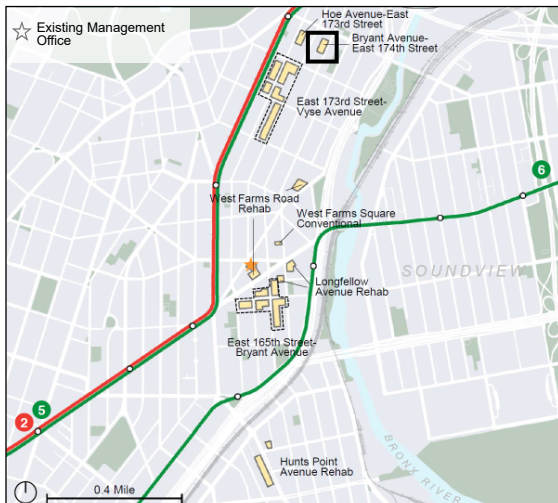 Existing Management
Office
Hoe Avenue-East
173rd Street
Bryant Avenue-
East 174th Street
East 173rd Street-
Vyse Avenue
6
West Farms Road
Rehab
West Farms Square
Conventional
SOUNDVIEW
Longfellow
Avenue Rehab
East 165th Street-
Bryant Avenue
5
2
BRONX RIVER
Hunts Point
Avenue Rehab
0.4 Mile